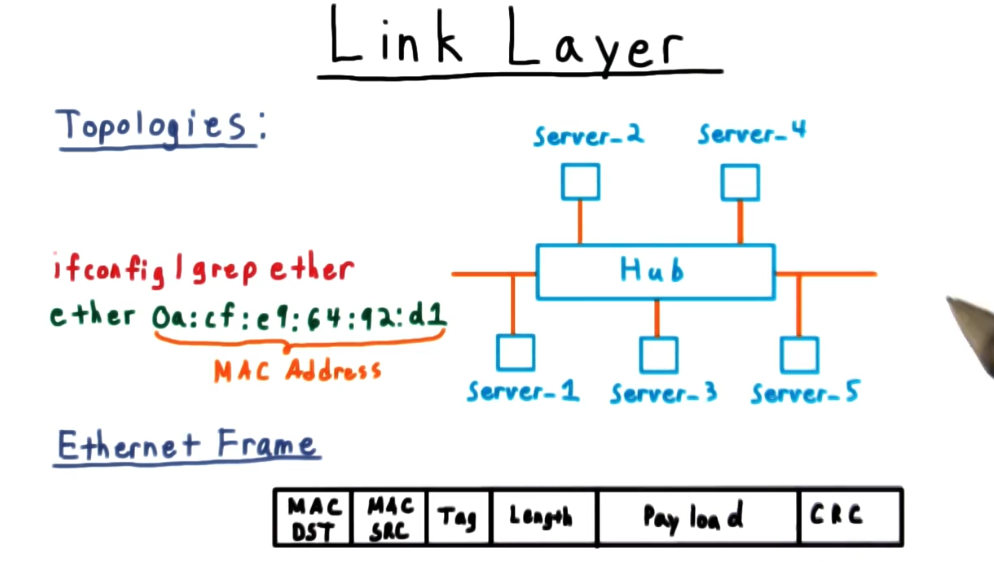 Link Layer
Topologies:
Server-2
Server-4
ifconfig | grep ether
Hub
ether 0a:cf:e9:64:92:d1
MAC Address
Server-1
Server-3
Server-5
Ethernet Frame
MAC DST
MAC SRC
Tag
Length
Payload
CRC